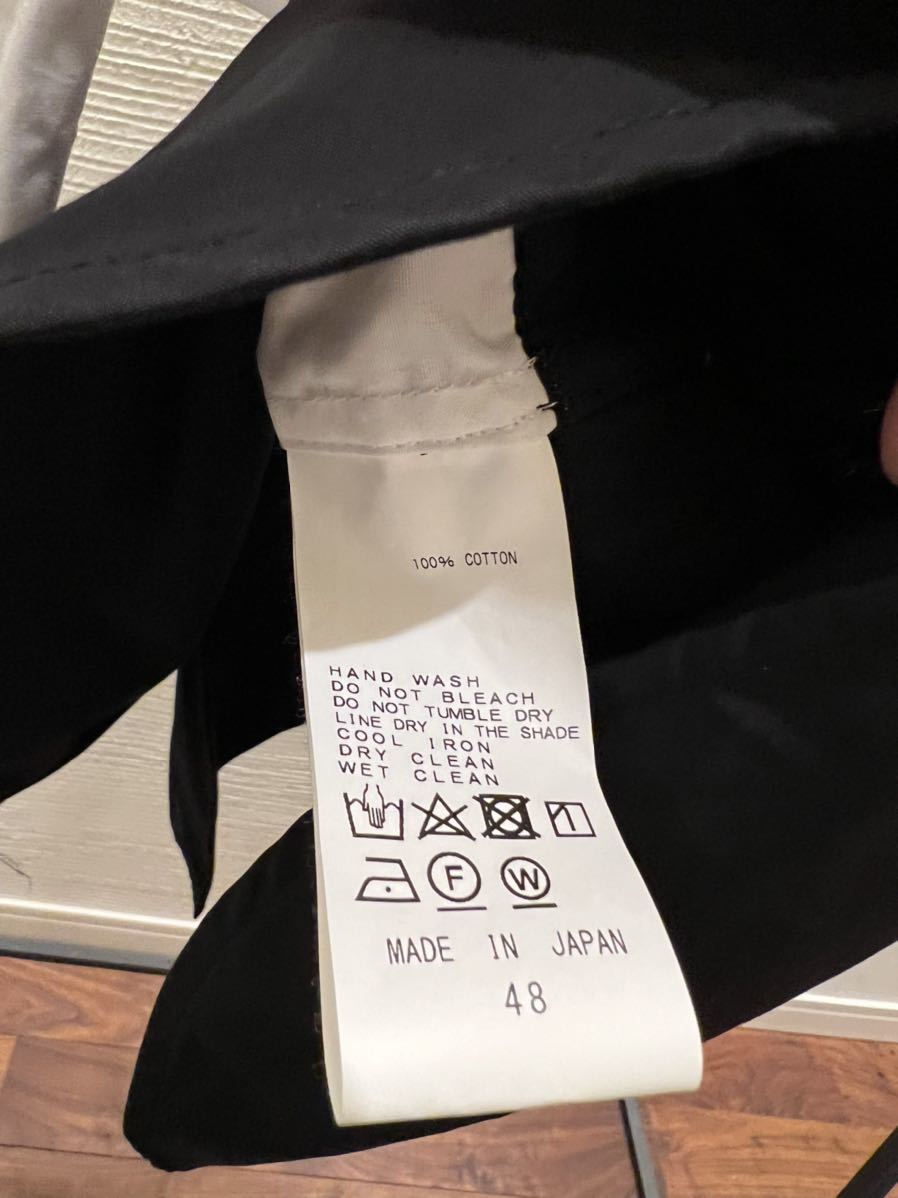 100% COTTON
HAND WASH
DO NOT BLEACH
DO NOT TUMBLE DRY
LINE DRY IN THE SHADE
COOL IRON
DRY CLEAN
WET CLEAN
F W
MADE IN JAPAN
48